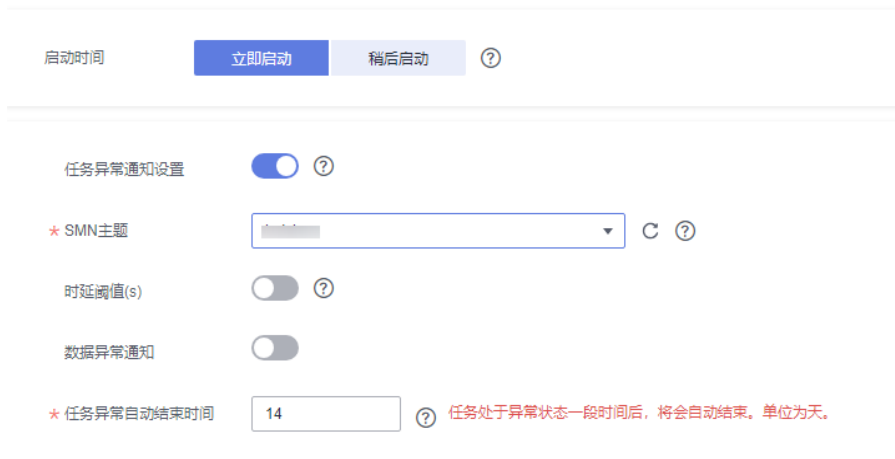 启动时间 立即启动 稍后启动
任务异常通知设置
* SMN主题
时延阈值(s)
数据异常通知
* 任务异常自动结束时间 14 任务处于异常状态一段时间后，将会自动结束。单位为天。